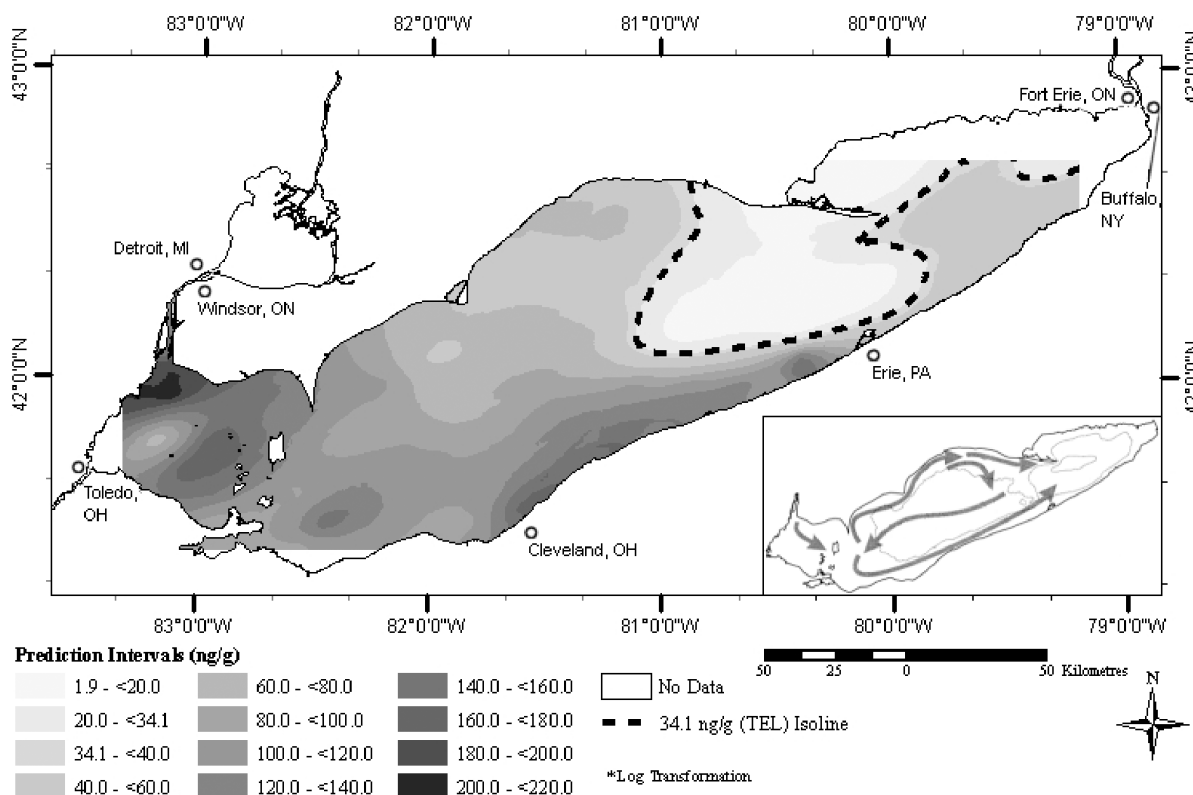 83°0'0"W 82°0'0"W 81°0'0"W 80°0'0"W 79°0'0"W
43°0'0"N
43°0'0"N
Fort Erie, ON
Buffalo,
NY
Detroit, MI
Windsor, ON
42°0'0"N
42°0'0"N
Erie, PA
Toledo,
OH
Cleveland, OH
83°0'0"W 82°0'0"W 81°0'0"W 80°0'0"W 79°0'0"W
Prediction Intervals (ng/g)
1.9 - <20.0 60.0 - <80.0 140.0 - <160.0 No Data
20.0 - <34.1 80.0 - <100.0 160.0 - <180.0 34.1 ng/g (TEL) Isoline
34.1 - <40.0 100.0 - <120.0 180.0 - <200.0
40.0 - <60.0 120.0 - <140.0 200.0 - <220.0
*Log Transformation
50 25 0 50 Kilometres
N